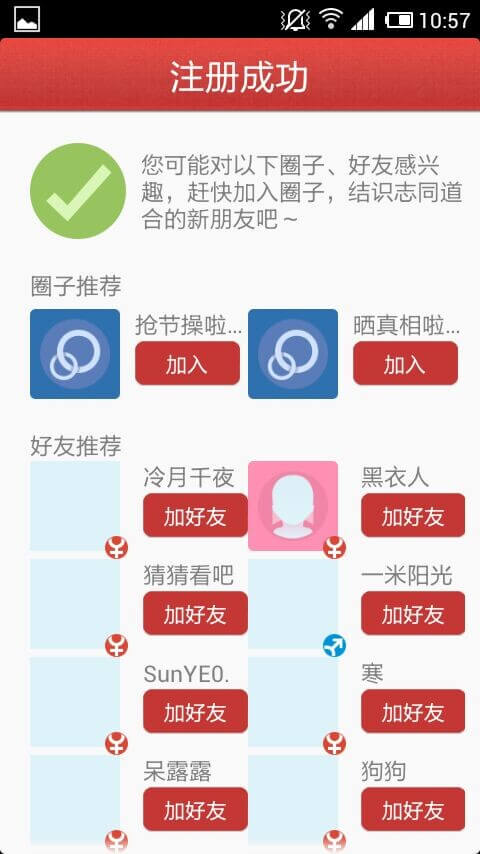 10:57
注册成功
您可能对以下圈子、好友感兴
趣，赶快加入圈子，结识志同道
合的新朋友吧～
圈子推荐
抢节操啦...
晒真相啦...
加入
加入
好友推荐
冷月千夜
黑衣人
加好友
加好友
猜猜看吧
一米阳光
加好友
加好友
SunYE0.
寒
加好友
加好友
呆露露
狗狗
加好友
加好友